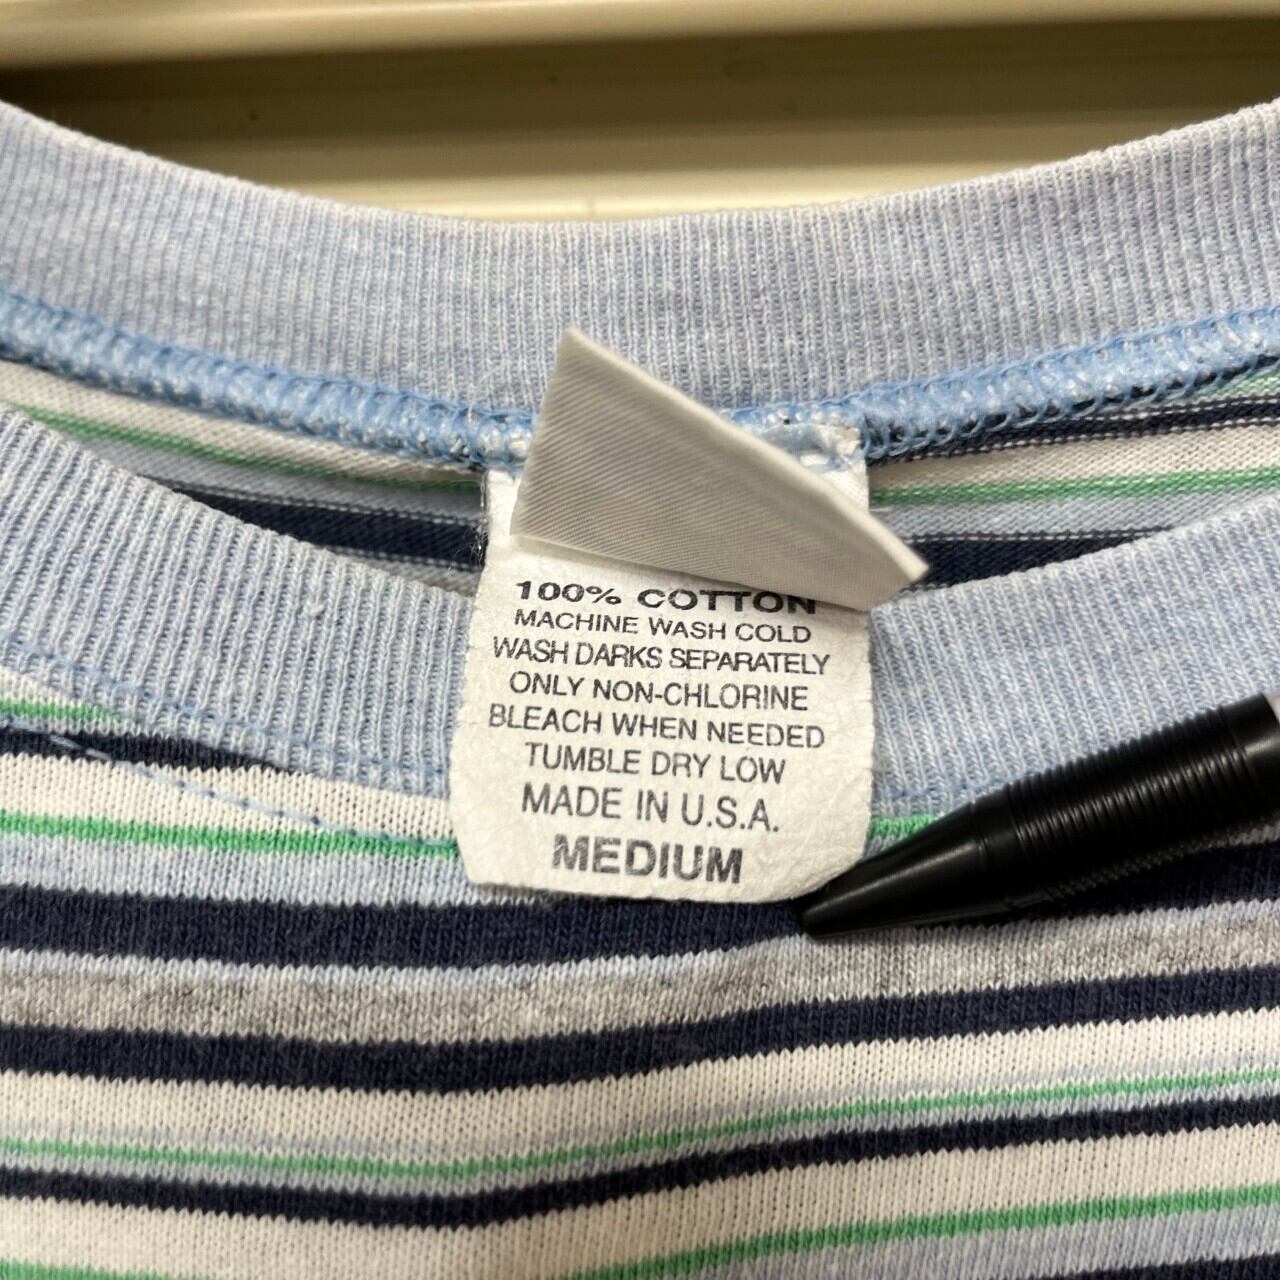 100% COTTON
MACHINE WASH COLD
WASH DARKS SEPARATELY
ONLY NON-CHLORINE
BLEACH WHEN NEEDED
TUMBLE DRY LOW
MADE IN U.S.A.
MEDIUM